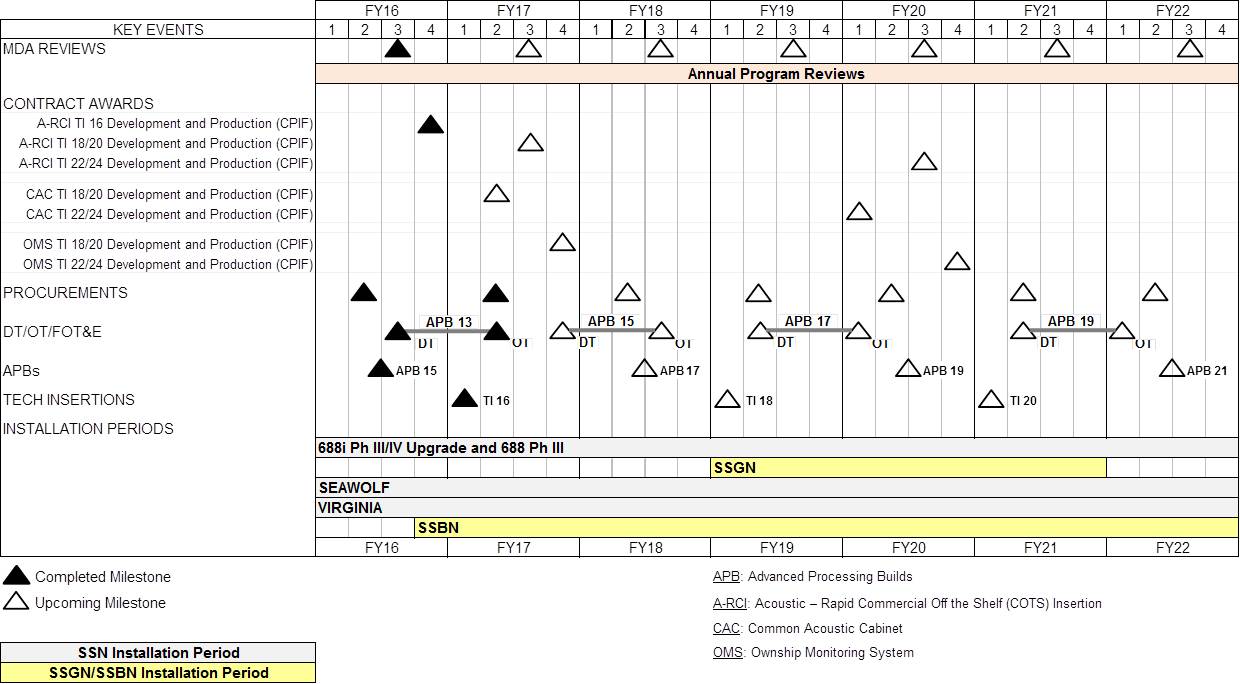 FY16 FY17 FY18 FY19 FY20 FY21 FY22
KEY EVENTS 1 2 3 4 1 2 3 4 1 2 3 4 1 2 3 4 1 2 3 4 1 2 3 4 1 2 3 4
MDA REVIEWS
Annual Program Reviews
CONTRACT AWARDS
A-RCI TI 16 Development and Production (CPIF)
A-RCI TI 18/20 Development and Production (CPIF)
A-RCI TI 22/24 Development and Production (CPIF)
CAC TI 18/20 Development and Production (CPIF)
CAC TI 22/24 Development and Production (CPIF)
OMS TI 18/20 Development and Production (CPIF)
OMS TI 22/24 Development and Production (CPIF)
PROCUREMENTS
APB 13 APB 15 APB 17 APB 19
DT/OT/FOT&E
DT OT DT OT DT OT DT OT
APBs APB 15 APB 17 APB 19 APB 21
TECH INSERTIONS TI 16 TI 18 TI 20
INSTALLATION PERIODS
688i Ph III/IV Upgrade and 688 Ph III
SSGN
SEAWOLF
VIRGINIA
SSBN
FY16 FY17 FY18 FY19 FY20 FY21 FY22
Completed Milestone
Upcoming Milestone
SSN Installation Period
SSGN/SSBN Installation Period
APB: Advanced Processing Builds
A-RCI: Acoustic – Rapid Commercial Off the Shelf (COTS) Insertion
CAC: Common Acoustic Cabinet
OMS: Ownship Monitoring System